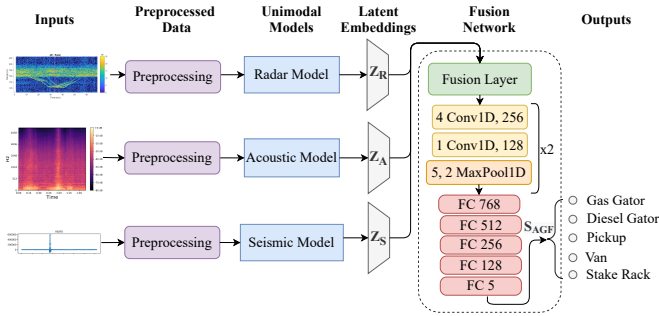 Inputs
Preprocessed
Data
Unimodal
Models
Latent
Embeddings
Fusion
Network
Outputs
Preprocessing
Radar Model
Z_R
Fusion Layer
4 Conv1D, 256
1 Conv1D, 128
5, 2 MaxPool1D
x2
Hz
Time
Preprocessing
Acoustic Model
Z_A
Preprocessing
Seismic Model
Z_S
FC 768
FC 512
FC 256
FC 128
FC 5
S_AGF
Gas Gator
Diesel Gator
Pickup
Van
Stake Rack